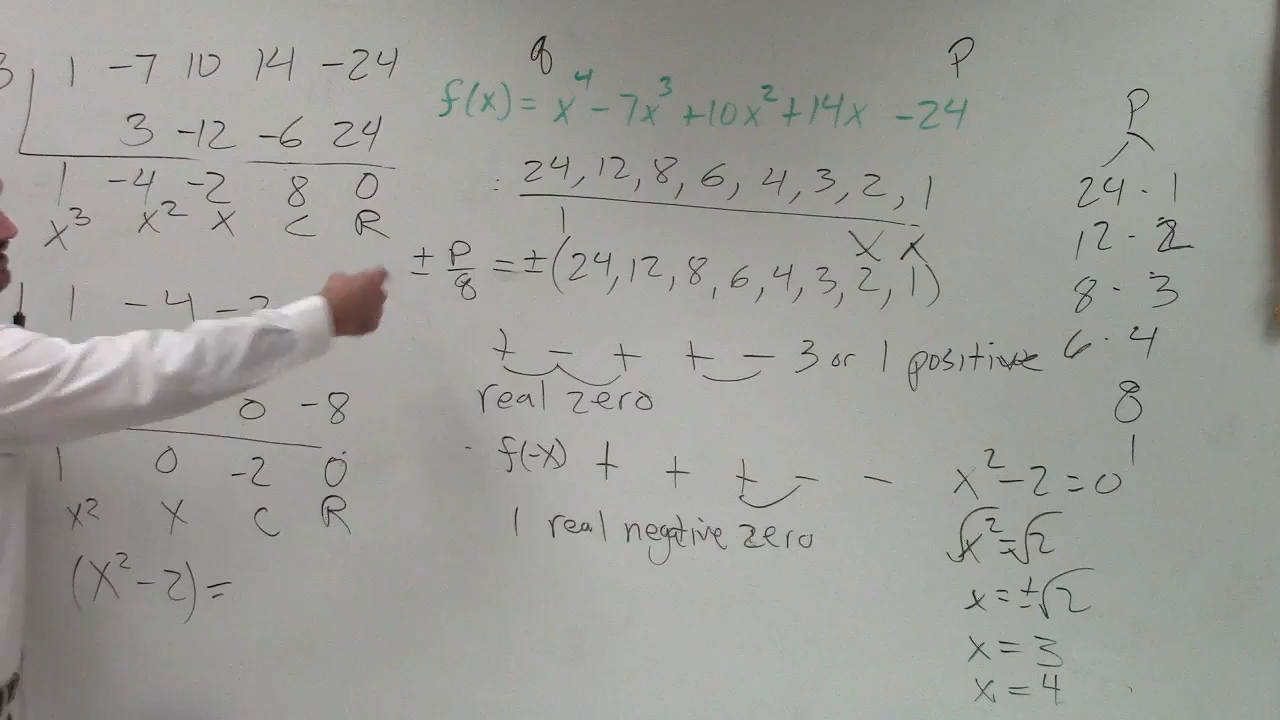 3 | 1 -7 10 14 -24
3 -12 -6 24
1 -4 -2 8 0
x³ x² x C R
1 -4 -2
0 -8
1 0 -2 0
x² x C R
(x²-2)=
q p
f(x)= x⁴ - 7x³ + 10x² + 14x - 24
: 24, 12, 8, 6, 4, 3, 2, 1
1
X X
± P/q = ±(24, 12, 8, 6, 4, 3, 2, 1)
+ - + + - 3 or 1 positive
real zero
f(-x) + + + - -
1 real negative zero
P
24 · 1
12 · 2
8 · 3
6 · 4
q
1
x²-2=0
√x²=√2
x=±√2
x=3
x=4